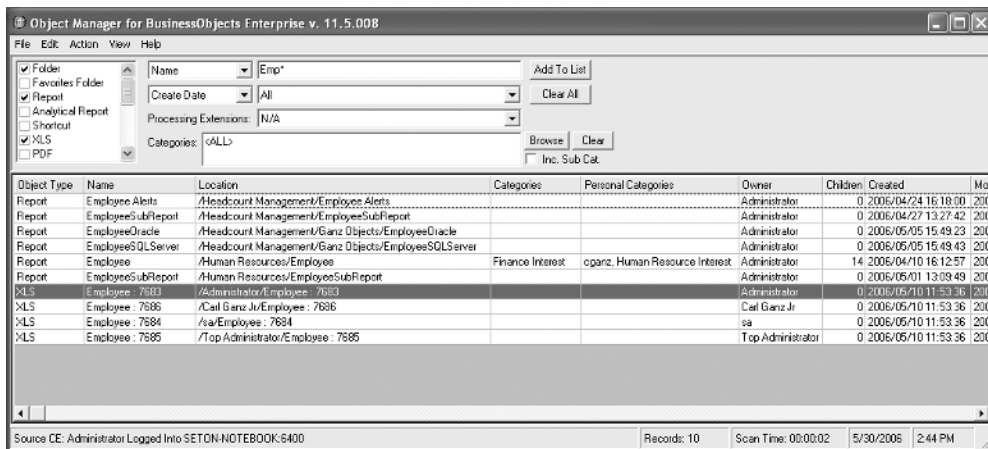 Object Manager for BusinessObjects Enterprise v. 11.5.008
File Edit Action View Help
Folder
Favorites Folder
Report
Analytical Report
Shortcut
XLS
PDF
Name Emp* Add To List
Create Date All Clear All
Processing Extensions: N/A
Categories: <ALL> Browse Clear
Inc. Sub Cat.
Object Type Name Location Categories Personal Categories Owner Children Created Mo
Report Employee Alerts /Headcount Management/Employee Alerts Administrator 0 2006/04/24 16:18:00 200
Report EmployeeSubReport /Headcount Management/EmployeeSubReport Administrator 0 2006/04/27 13:27:42 200
Report EmployeeOracle /Headcount Management/Ganz Objects/EmployeeOracle Administrator 0 2006/05/05 15:49:23 200
Report EmployeeSQLServer /Headcount Management/Ganz Objects/EmployeeSQLServer Administrator 0 2006/05/05 15:49:43 200
Report Employee /Human Resources/Employee Finance Interest cganz, Human Resource Interest Administrator 14 2006/04/10 16:12:57 200
Report EmployeeSubReport /Human Resources/EmployeeSubReport Administrator 0 2006/05/01 13:09:49 200
XLS Employee : 7683 /Administrator/Employee : 7683 Administrator 0 2006/05/10 11:53:36 200
XLS Employee : 7686 /Carl Ganz Jr/Employee : 7686 Carl Ganz Jr 0 2006/05/10 11:53:36 200
XLS Employee : 7684 /sa/Employee : 7684 sa 0 2006/05/10 11:53:36 200
XLS Employee : 7685 /Top Administrator/Employee : 7685 Top Administrator 0 2006/05/10 11:53:36 200
Source CE: Administrator Logged Into SETON-NOTEBOOK:6400 Records: 10 Scan Time: 00:00:02 5/30/2006 2:44 PM